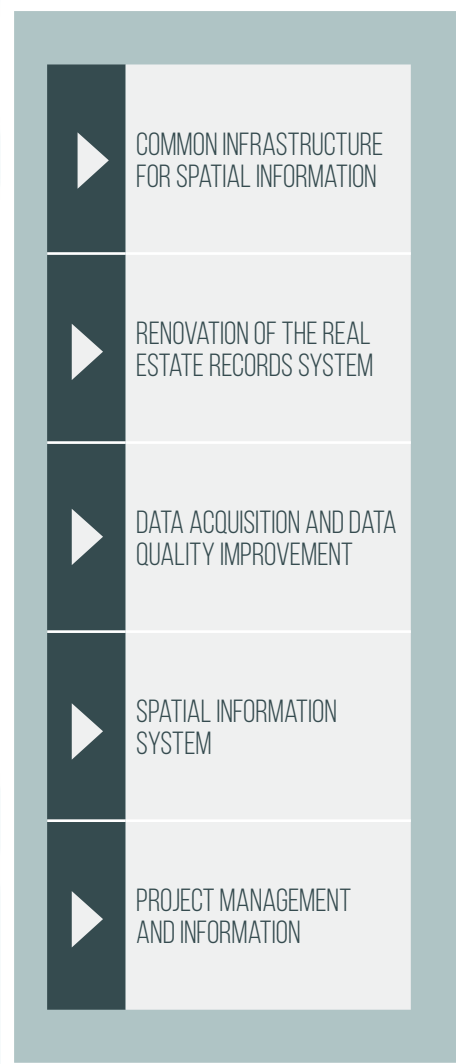 COMMON INFRASTRUCTURE
FOR SPATIAL INFORMATION
RENOVATION OF THE REAL
ESTATE RECORDS SYSTEM
DATA ACQUISITION AND DATA
QUALITY IMPROVEMENT
SPATIAL INFORMATION
SYSTEM
PROJECT MANAGEMENT
AND INFORMATION